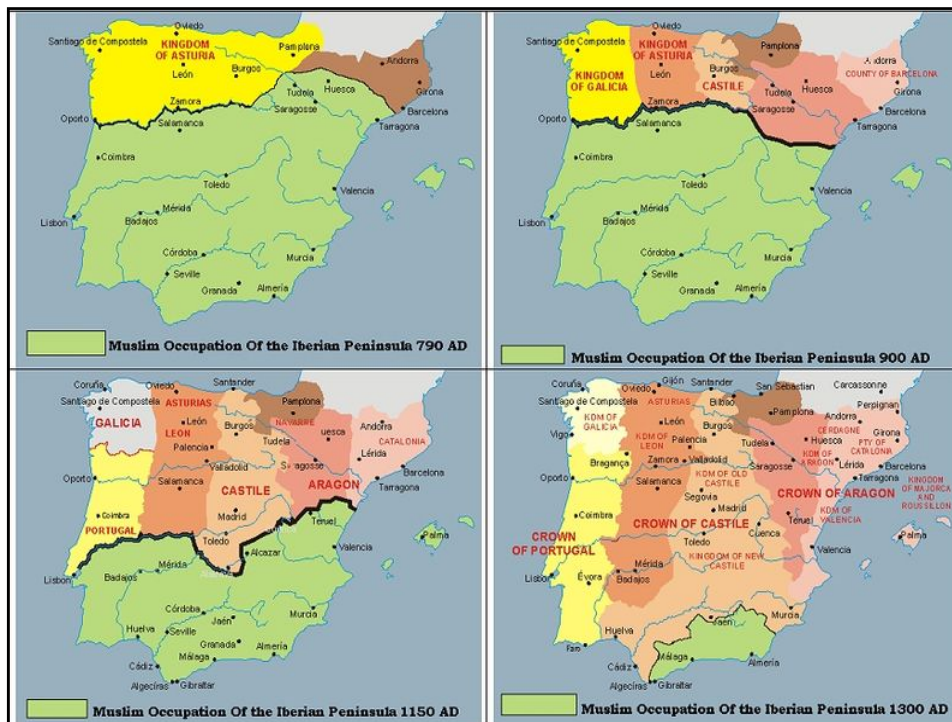 Oviedo
Santiago de Compostela
KINGDOM
OF ASTURIA
Pamplona
León
Burgos
Andorra
Huesca
Girona
Tudela
Saragosse
Zamora
Barcelona
Oporto
Salamanca
Tarragona
Coimbra
Toledo
Valencia
Lisbon
Badajos
Mérida
Córdoba
Murcia
Seville
Granada
Almería
Muslim Occupation Of the Iberian Peninsula 790 AD
Oviedo
Santiago de Compostela
KINGDOM
OF ASTURIA
Pamplona
León
Burgos
CASTILE
KINGDOM
OF GALICIA
COUNTY OF BARCELONA
Huesca
Girona
Tudela
Saragosse
Zamora
Barcelona
Oporto
Salamanca
Tarragona
Coimbra
Toledo
Valencia
Lisbon
Badajos
Mérida
Córdoba
Murcia
Seville
Granada
Almería
Muslim Occupation Of the Iberian Peninsula 900 AD
Coruña
Oviedo
Santander
Santiago de Compostela
ASTURIAS
Pamplona
GALICIA
León
LEON
Burgos
NAVARRE
Andorra
CATALONIA
Palencia
Tudela
Valladolid
Lérida
Barcelona
Salamanca
CASTILE
ARAGON
Tarragona
Coimbra
Madrid
Teruel
PORTUGAL
Toledo
Alcazar
Palma
Lisbon
Badajos
Mérida
Valencia
Córdoba
Jaén
Murcia
Huelva
Seville
Granada
Cádiz
Málaga
Almería
Algeciras
Gibraltar
Muslim Occupation Of the Iberian Peninsula 1150 AD
Coruña
Oviedo
Gijón
Santander
San Sebastian
Carcassonne
Santiago de Compostela
ASTURIAS
Bilbao
Pamplona
Perpignan
KDM OF
GALICIA
Vigo
León
Burgos
Andorra
CERDAGNE
Girona
KDM OF
LEON
Palencia
Tudela
Huesca
PTY OF
CATALONIA
Bragança
Zamora
Valladolid
Saragosse
KDM OF
ARAGON
Lérida
Barcelona
Salamanca
KDM OF OLD
CASTILE
Tarragona
Segovia
CROWN OF ARAGON
KINGDOM
OF MAJORCA
AND
ROUSSILLON
Coimbra
Madrid
Teruel
KDM OF
VALENCIA
CROWN OF CASTILE
Cuenca
CROWN
OF PORTUGAL
Toledo
Palma
KINGDOM OF NEW
CASTILE
Valencia
Lisbon
Mérida
Évora
Badajos
Murcia
Jaén
Faro
Huelva
Cádiz
Málaga
Almería
Algeciras
Gibraltar
Muslim Occupation Of the Iberian Peninsula 1300 AD